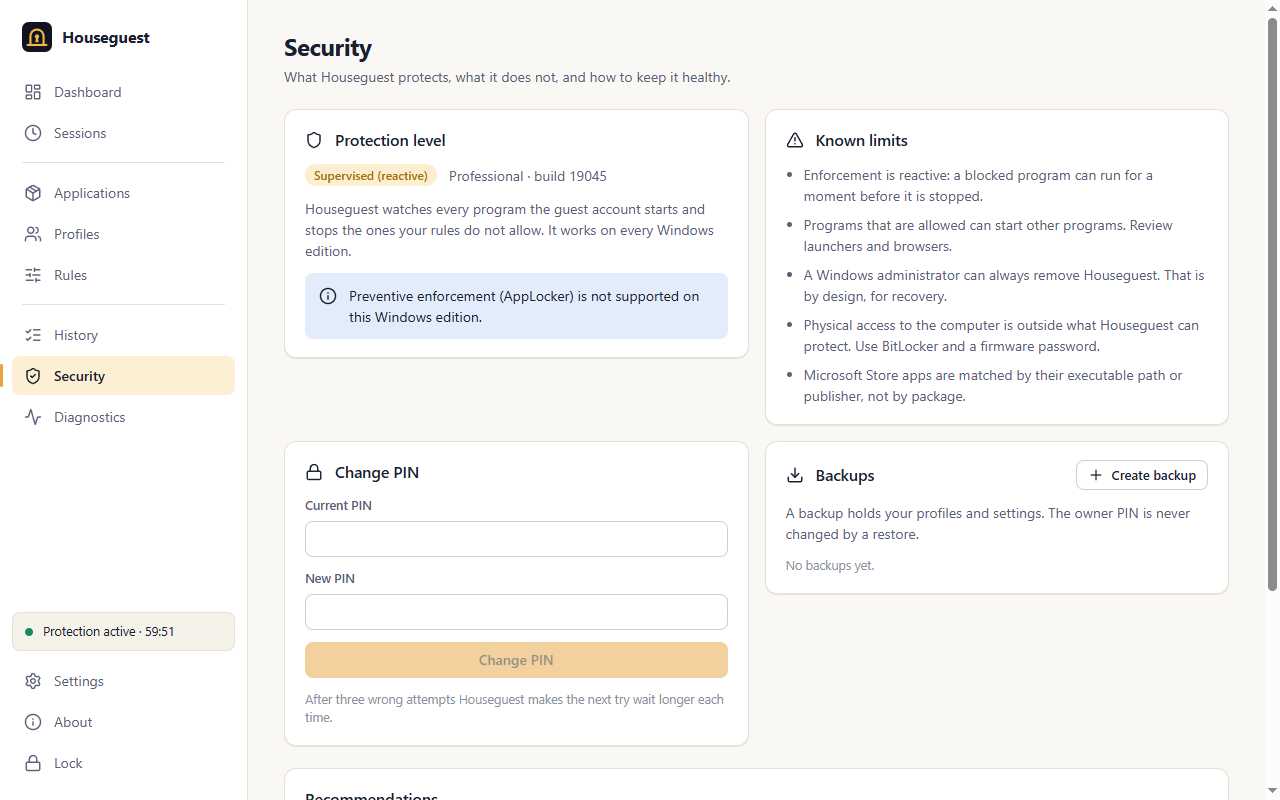 Houseguest
Dashboard
Sessions
Applications
Profiles
Rules
History
Security
Diagnostics
Protection active · 59:51
Settings
About
Lock
Security
What Houseguest protects, what it does not, and how to keep it healthy.
Protection level
Supervised (reactive) Professional · build 19045
Houseguest watches every program the guest account starts and
stops the ones your rules do not allow. It works on every Windows
edition.
Preventive enforcement (AppLocker) is not supported on
this Windows edition.
Known limits
Enforcement is reactive: a blocked program can run for a
moment before it is stopped.
Programs that are allowed can start other programs. Review
launchers and browsers.
A Windows administrator can always remove Houseguest. That is
by design, for recovery.
Physical access to the computer is outside what Houseguest can
protect. Use BitLocker and a firmware password.
Microsoft Store apps are matched by their executable path or
publisher, not by package.
Change PIN
Current PIN
New PIN
Change PIN
After three wrong attempts Houseguest makes the next try wait longer each
time.
Backups
Create backup
A backup holds your profiles and settings. The owner PIN is never
changed by a restore.
No backups yet.
Recommendations